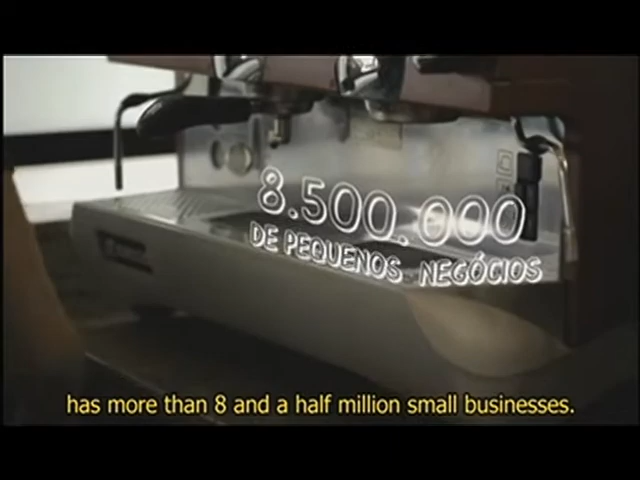 8.500.000
DE PEQUENOS NEGÓCIOS
has more than 8 and a half million small businesses.